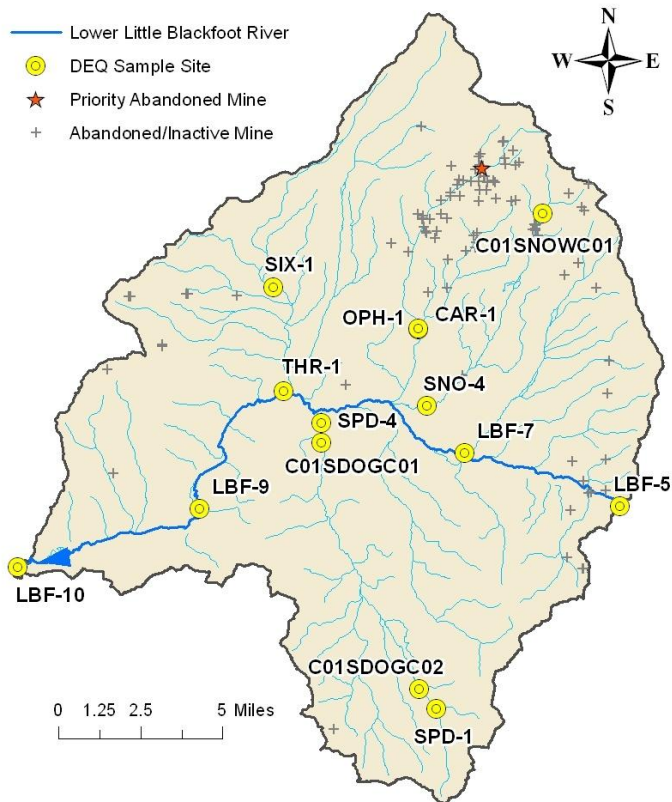 Lower Little Blackfoot River
DEQ Sample Site
Priority Abandoned Mine
Abandoned/Inactive Mine
N
W E
S
C01SNOWC01
SIX-1
OPH-1 CAR-1
THR-1
SNO-4
SPD-4
LBF-7
C01SDOGC01
LBF-9
LBF-5
LBF-10
C01SDOGC02
SPD-1
0 1.25 2.5 5 Miles